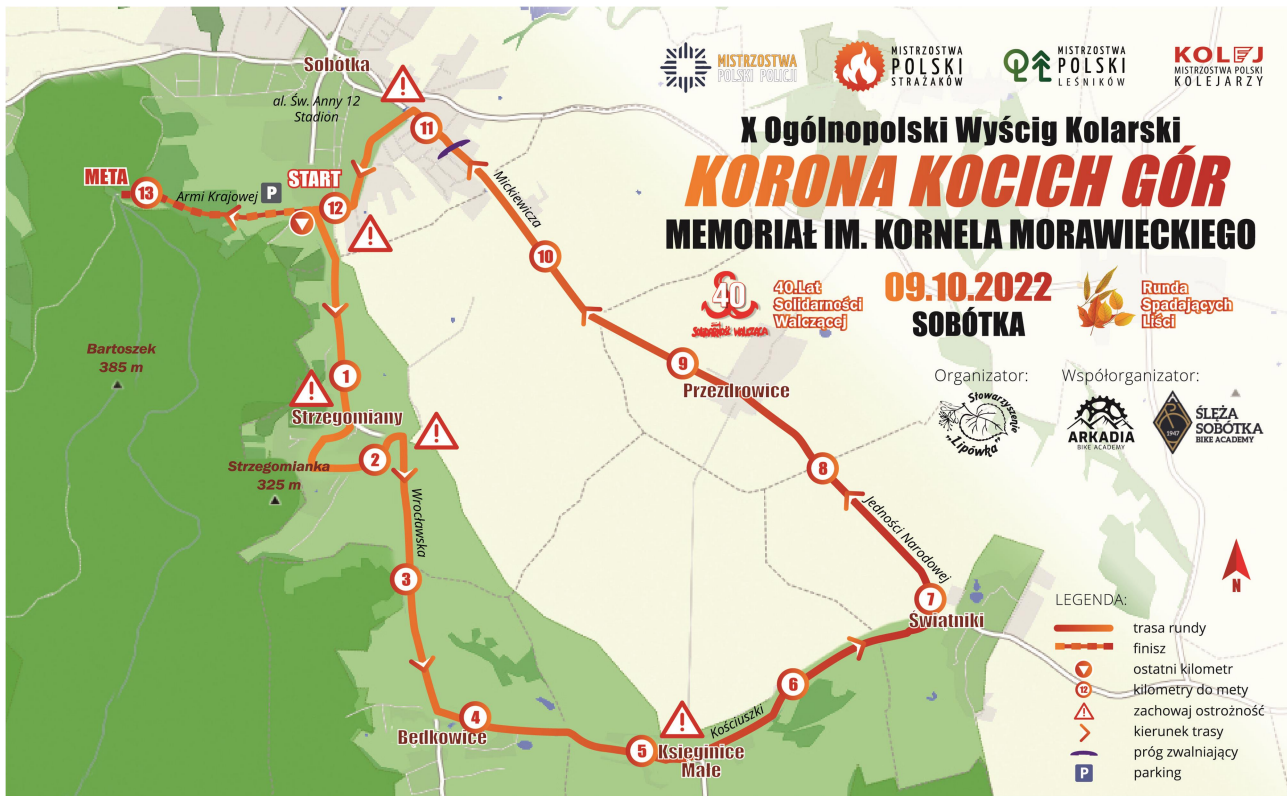 MISTRZOSTWA
POLSKI POLICJI
MISTRZOSTWA
POLSKI
STRAŻAKÓW
MISTRZOSTWA
POLSKI
LEŚNIKÓW
KOLEJ
MISTRZOSTWA POLSKI
KOLEJARZY
X Ogólnopolski Wyścig Kolarski
KORONA KOCICH GÓR
MEMORIAŁ IM. KORNELA MORAWIECKIEGO
40
SOLIDARNOŚĆ WALCZĄCA
40.Lat
Solidarności
Walczącej
09.10.2022
SOBÓTKA
Runda
Spadających
Liści
Organizator:
Stowarzyszenie
"Lipówka"
Współorganizator:
ARKADIA
BIKE ACADEMY
1947
ŚLĘŻA
SOBÓTKA
BIKE ACADEMY
Sobótka
al. Św. Anny 12
Stadion
11
META
13
Armi Krajowej
P
START
12
Mickiewicza
10
Bartoszek
385 m
1
Strzegomiany
9
Przezdrowice
2
Strzegomianka
325 m
8
Wrocławska
Jedności Narodowej
3
7
Świątniki
6
4
Będkowice
Kościuszki
5
Księginice
Małe
N
LEGENDA:
trasa rundy
finisz
ostatni kilometr
12
kilometry do mety
zachowaj ostrożność
kierunek trasy
próg zwalniający
P
parking